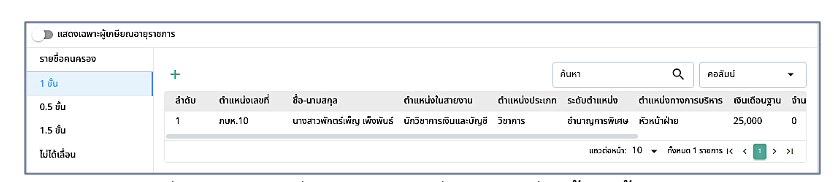 แสดงเฉพาะผู้เกษียณอายุราชการ
รายชื่อคนครอง
1 ขั้น
0.5 ขั้น
1.5 ขั้น
ไม่ได้เลื่อน
+
ค้นหา คอลัมน์
ลำดับ ตำแหน่งเลขที่ ชื่อ-นามสกุล ตำแหน่งในสายงาน ตำแหน่งประเภท ระดับตำแหน่ง ตำแหน่งทางการบริหาร เงินเดือนฐาน จำน
1 กบห.10 นางสาวพักตร์เพ็ญ เพิ่งพันธ์ นักวิชาการเงินและบัญชี วิชาการ ชำนาญการพิเศษ หัวหน้าฝ่าย 25,000 0
แถวต่อหน้า: 10 ทั้งหมด 1 รายการ |< < 1 > >|